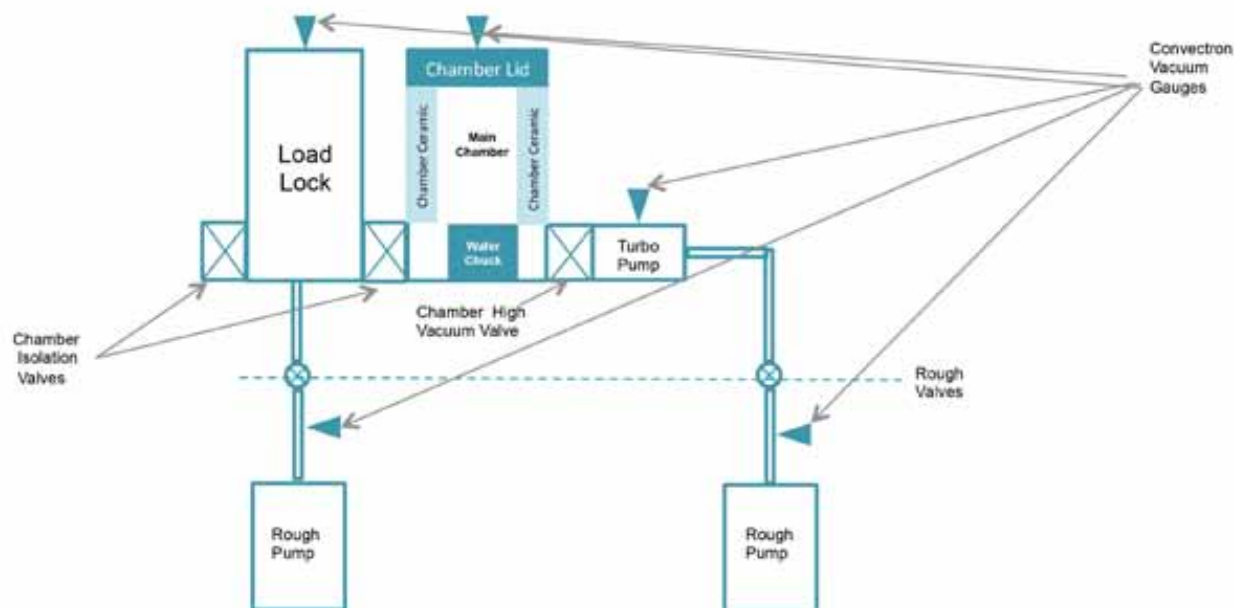 Convectron
Vacuum
Gauges
Chamber Lid
Chamber Ceramic
Main
Chamber
Chamber Ceramic
Load
Lock
Wafer
Chuck
Turbo
Pump
Chamber High
Vacuum Valve
Chamber
Isolation
Valves
Rough
Valves
Rough
Pump
Rough
Pump